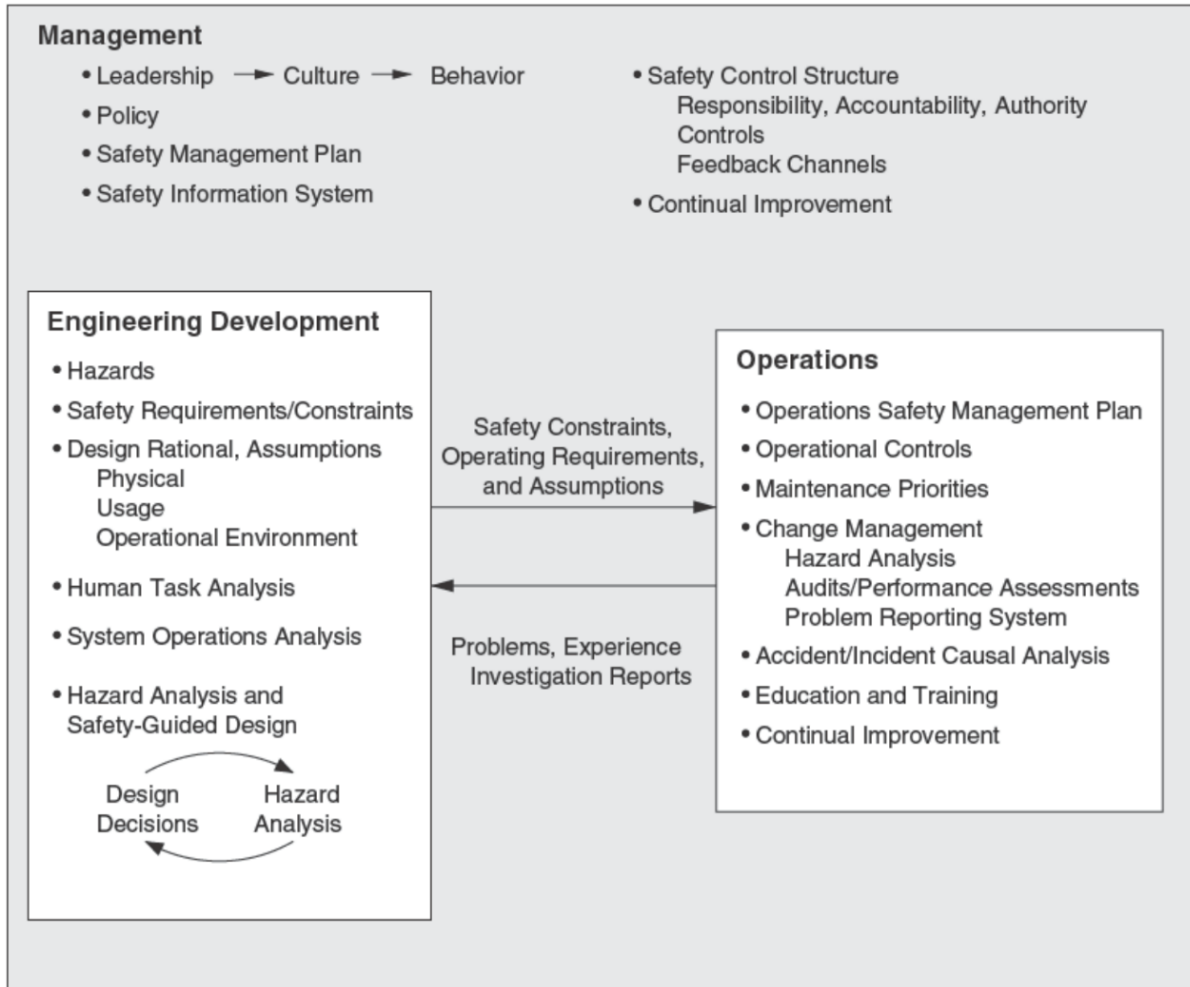 Management
• Leadership → Culture → Behavior
• Policy
• Safety Management Plan
• Safety Information System
• Safety Control Structure
Responsibility, Accountability, Authority
Controls
Feedback Channels
• Continual Improvement
Engineering Development
• Hazards
• Safety Requirements/Constraints
• Design Rational, Assumptions
Physical
Usage
Operational Environment
• Human Task Analysis
• System Operations Analysis
• Hazard Analysis and
Safety-Guided Design
Design
Decisions
Hazard
Analysis
Safety Constraints,
Operating Requirements,
and Assumptions
Problems, Experience
Investigation Reports
Operations
• Operations Safety Management Plan
• Operational Controls
• Maintenance Priorities
• Change Management
Hazard Analysis
Audits/Performance Assessments
Problem Reporting System
• Accident/Incident Causal Analysis
• Education and Training
• Continual Improvement